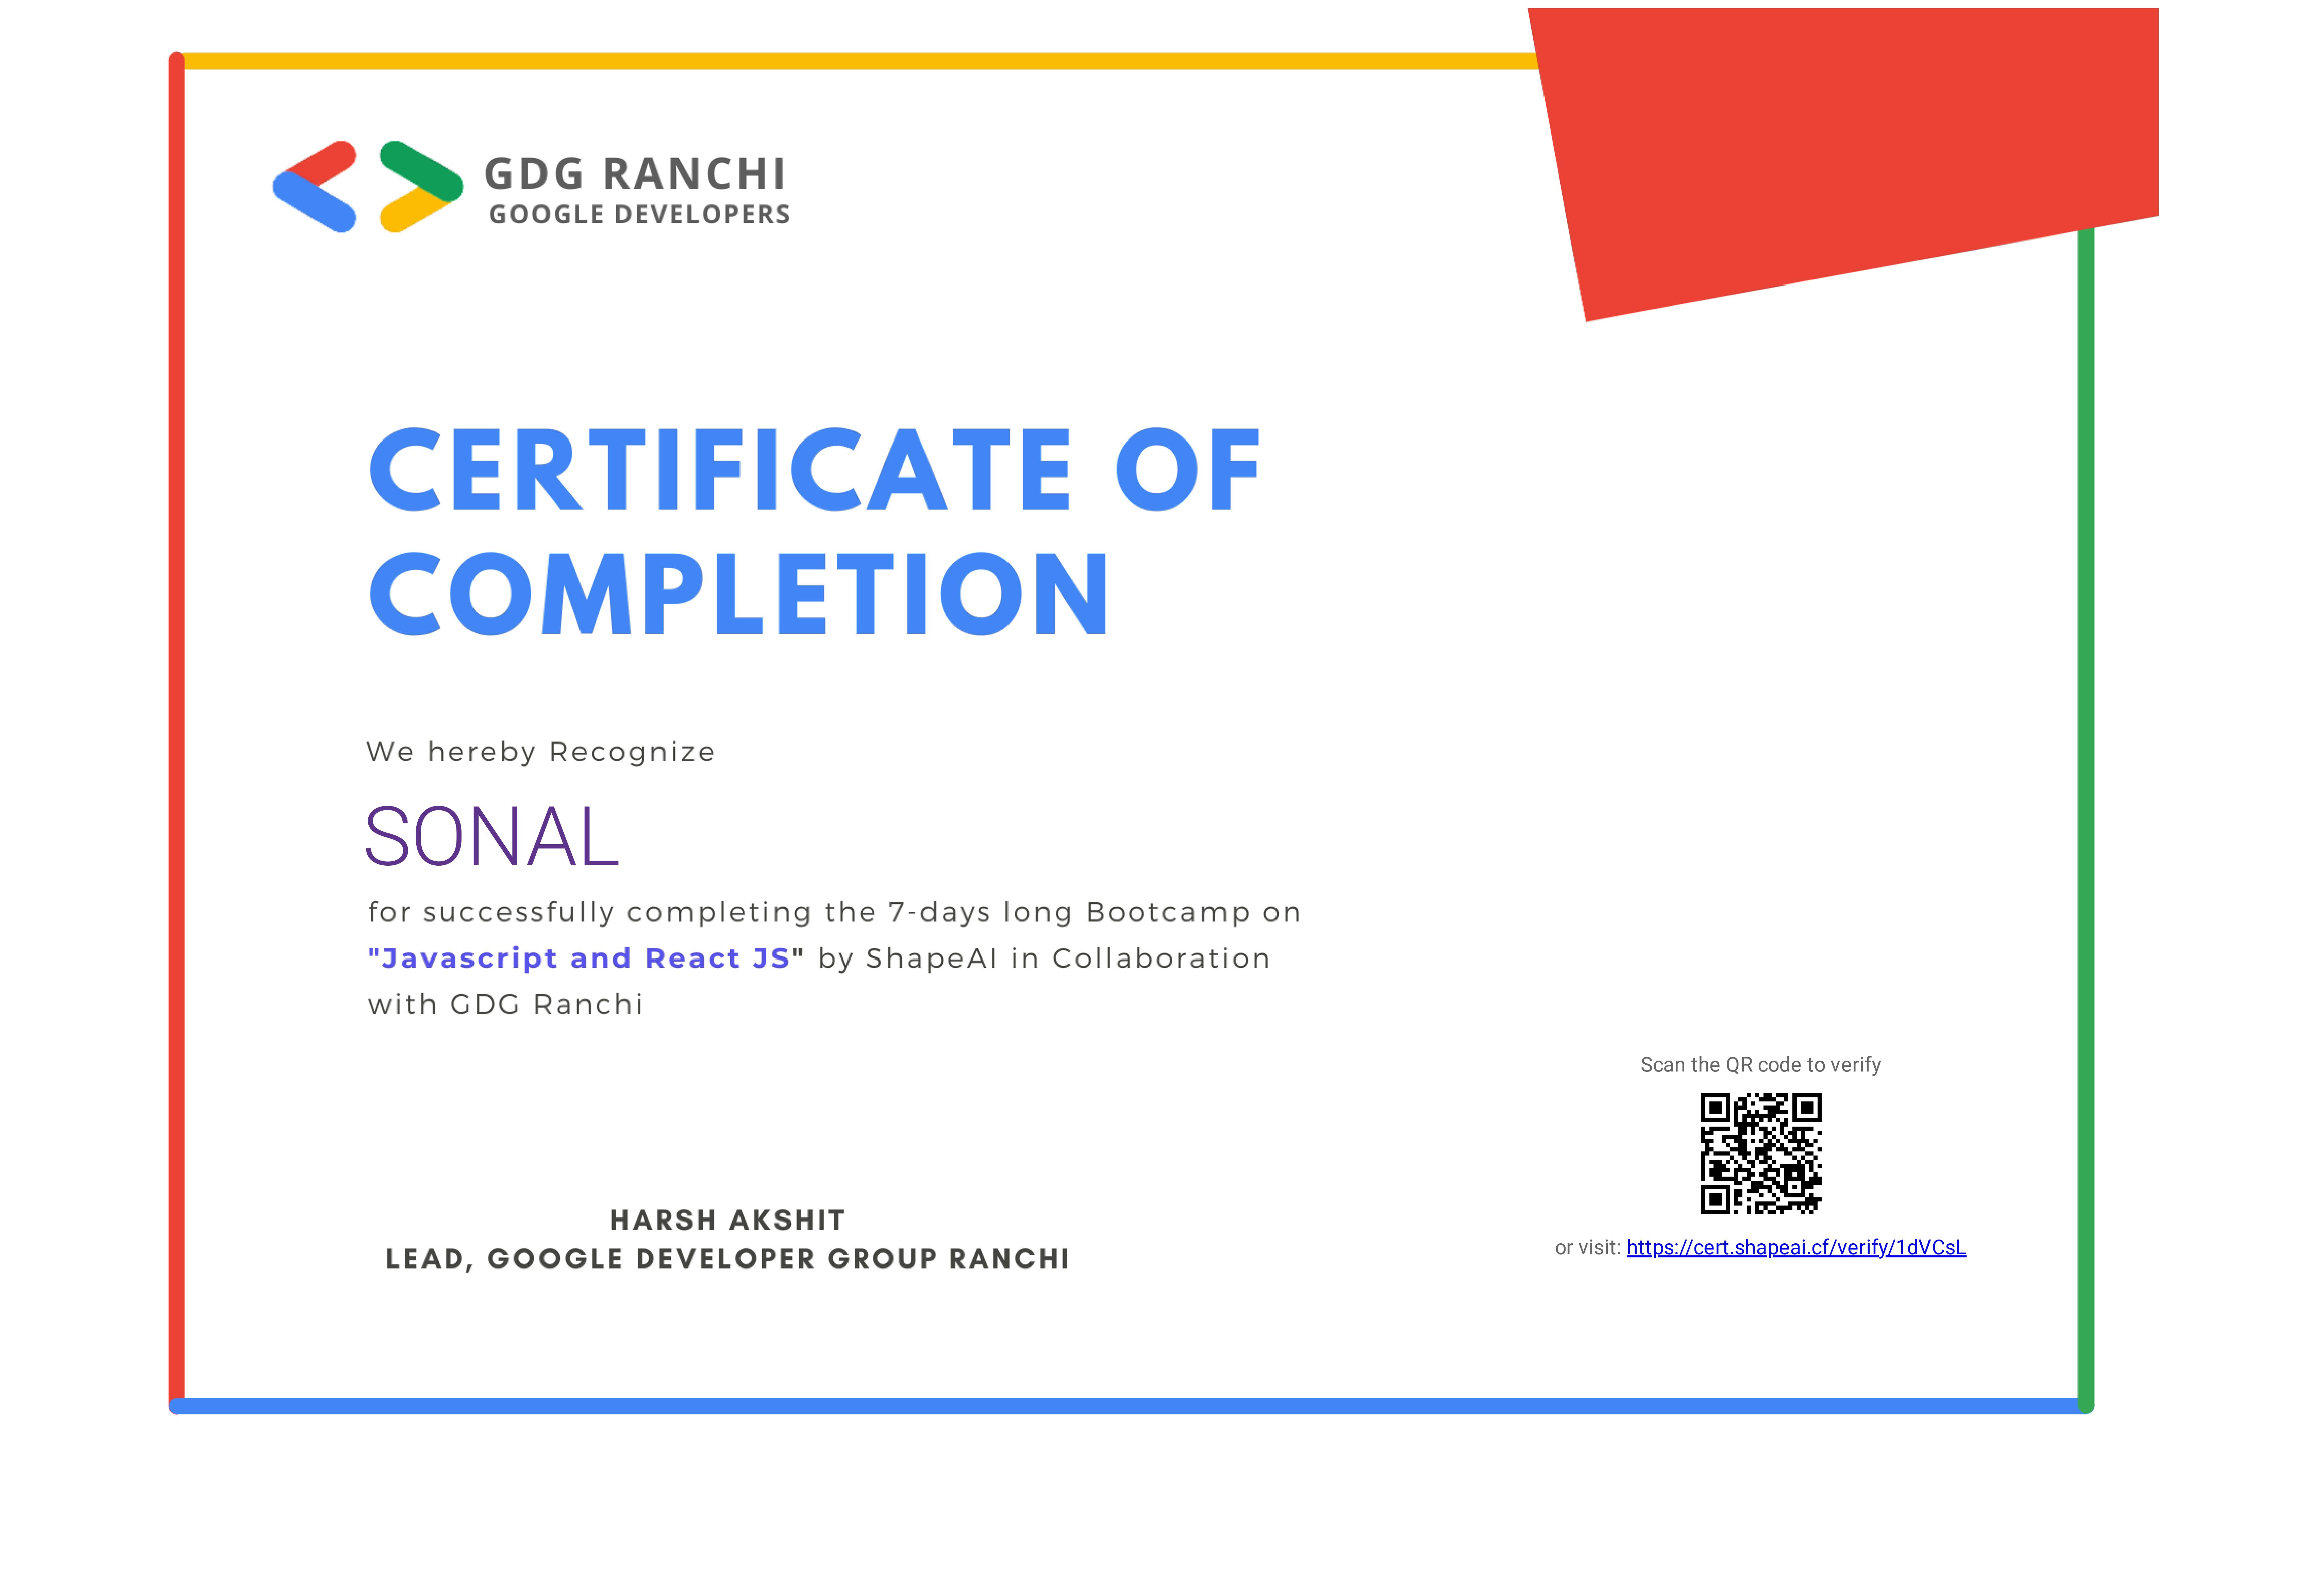 GDG RANCHI
GOOGLE DEVELOPERS
CERTIFICATE OF
COMPLETION
We hereby Recognize
SONAL
for successfully completing the 7-days long Bootcamp on
"Javascript and React JS" by ShapeAI in Collaboration
with GDG Ranchi
Scan the QR code to verify
or visit: https://cert.shapeai.cf/verify/1dVCsL
HARSH AKSHIT
LEAD, GOOGLE DEVELOPER GROUP RANCHI